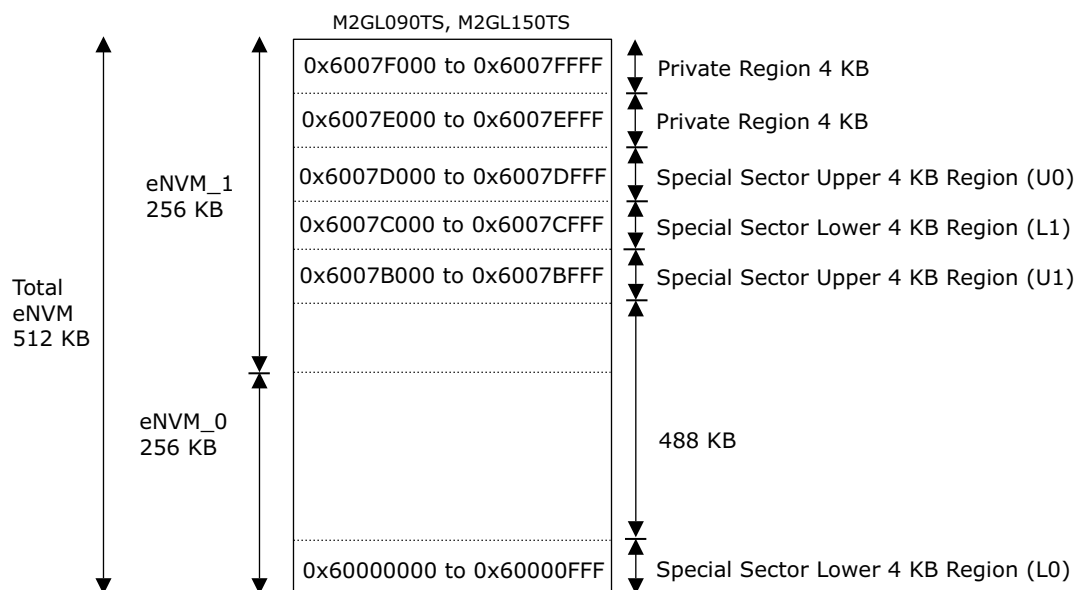 M2GL090TS, M2GL150TS
0x6007F000 to 0x6007FFFF
Private Region 4 KB
0x6007E000 to 0x6007EFFF
Private Region 4 KB
0x6007D000 to 0x6007DFFF
Special Sector Upper 4 KB Region (U0)
eNVM_1
256 KB
0x6007C000 to 0x6007CFFF
Special Sector Lower 4 KB Region (L1)
0x6007B000 to 0x6007BFFF
Special Sector Upper 4 KB Region (U1)
Total
eNVM
512 KB
eNVM_0
256 KB
488 KB
0x60000000 to 0x60000FFF
Special Sector Lower 4 KB Region (L0)